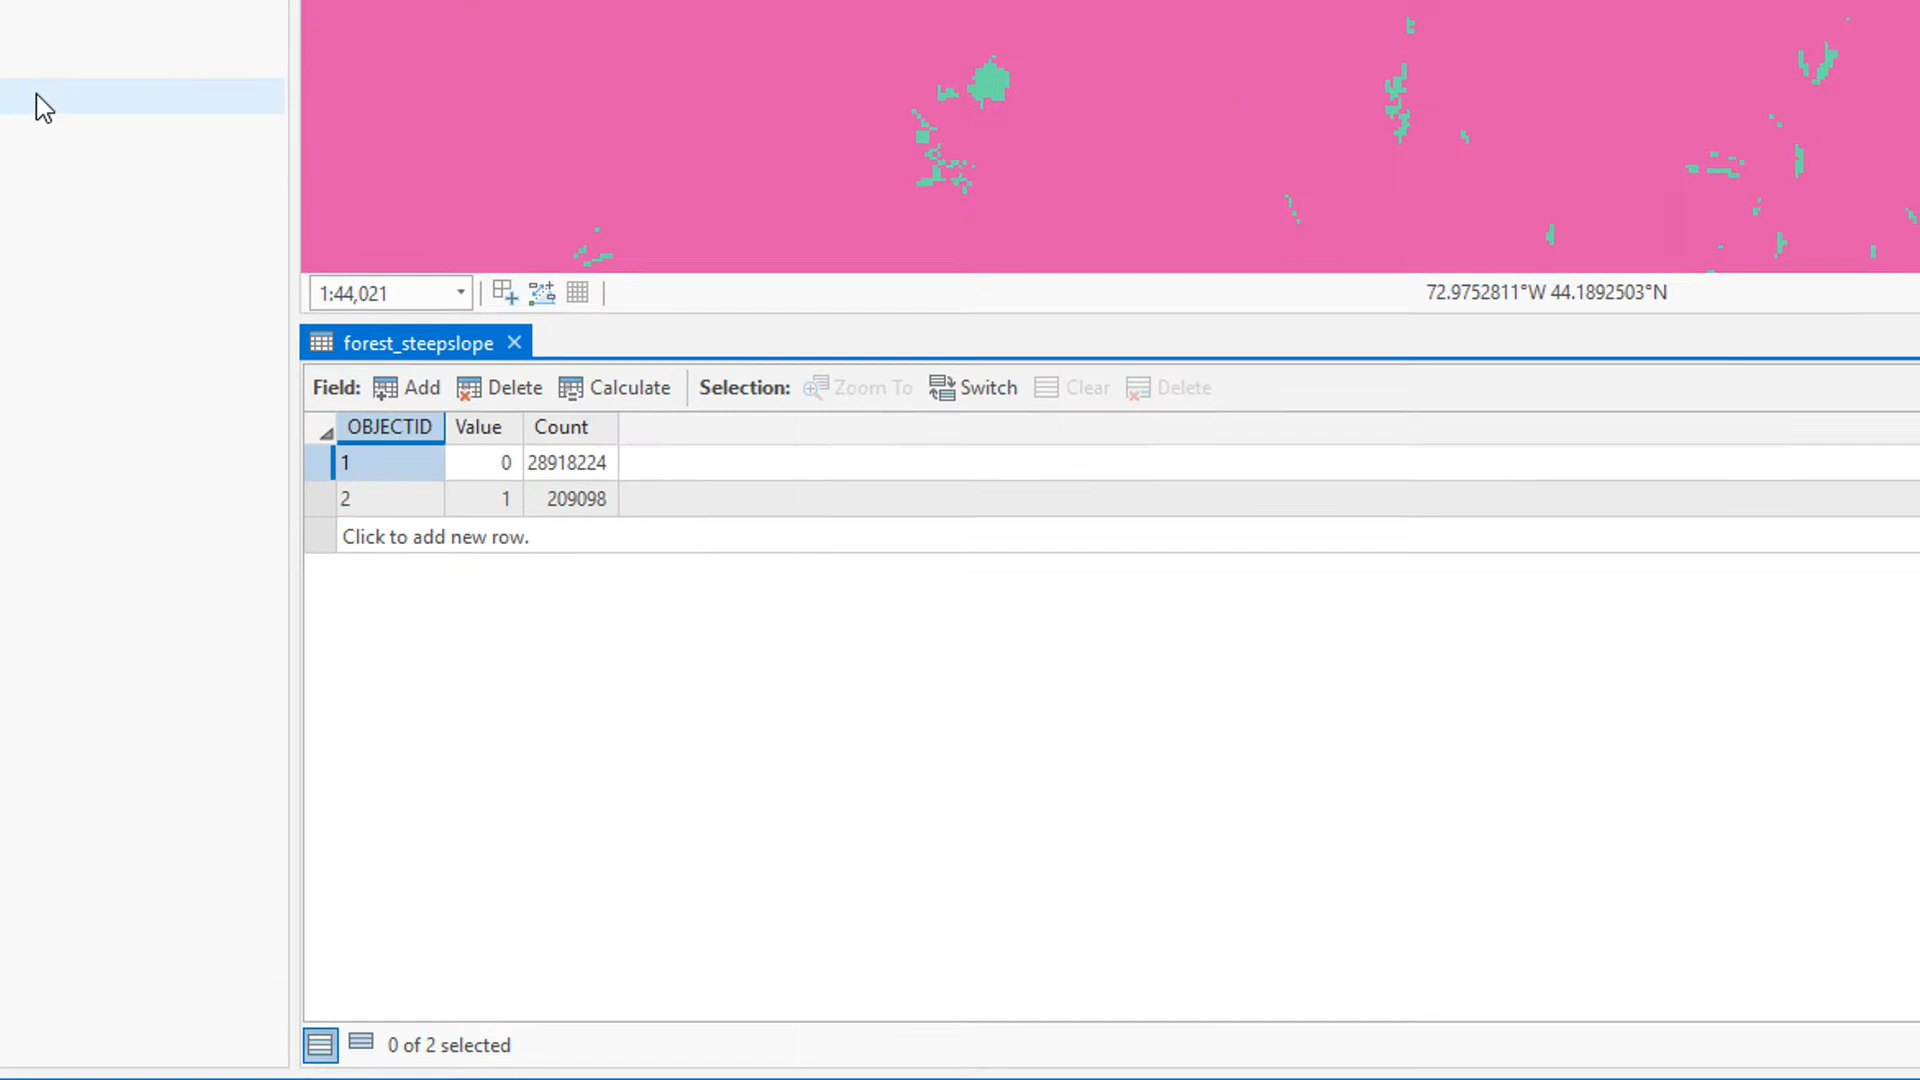 1:44,021
72.9752811°W 44.1892503°N
forest_steepslope
Field: Add Delete Calculate Selection: Zoom To Switch Clear Delete
OBJECTID Value Count
1 0 28918224
2 1 209098
Click to add new row.
0 of 2 selected